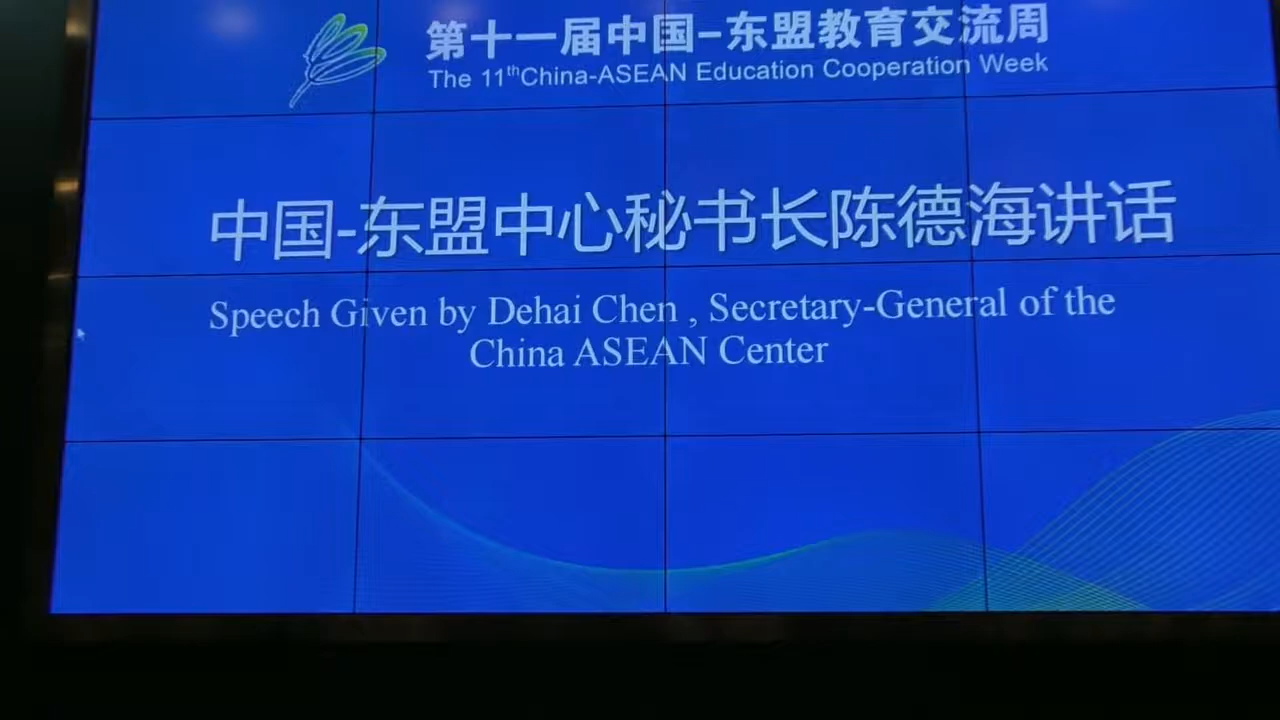 第十一届中国-东盟教育交流周
The 11thChina-ASEAN Education Cooperation Week
中国-东盟中心秘书长陈德海讲话
Speech Given by Dehai Chen , Secretary-General of the
China ASEAN Center